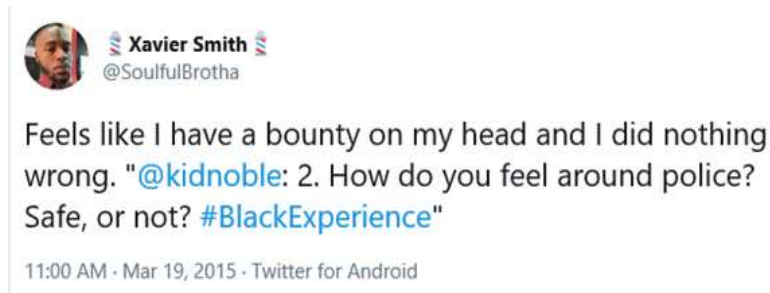 💈 Xavier Smith 💈
@SoulfulBrotha
Feels like I have a bounty on my head and I did nothing
wrong. "@kidnoble: 2. How do you feel around police?
Safe, or not? #BlackExperience"
11:00 AM · Mar 19, 2015 · Twitter for Android